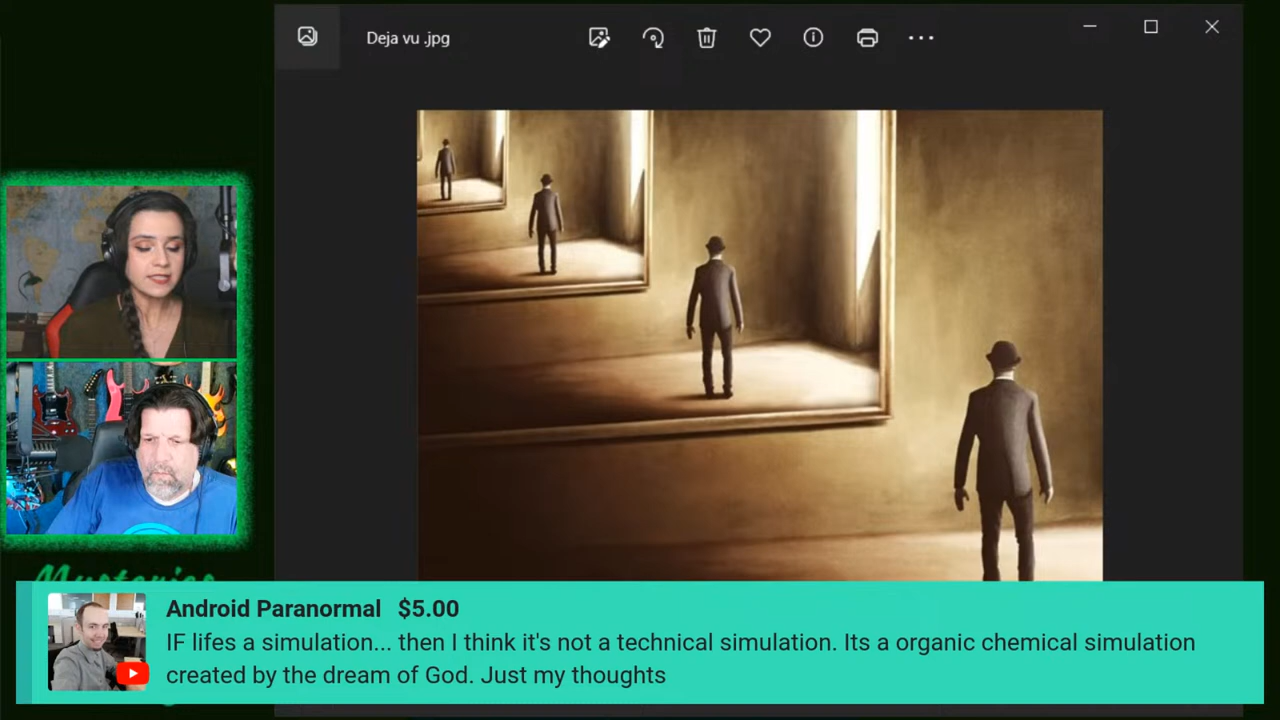 Deja vu .jpg
Mysteries
Android Paranormal $5.00
IF lifes a simulation... then I think it's not a technical simulation. Its a organic chemical simulation
created by the dream of God. Just my thoughts